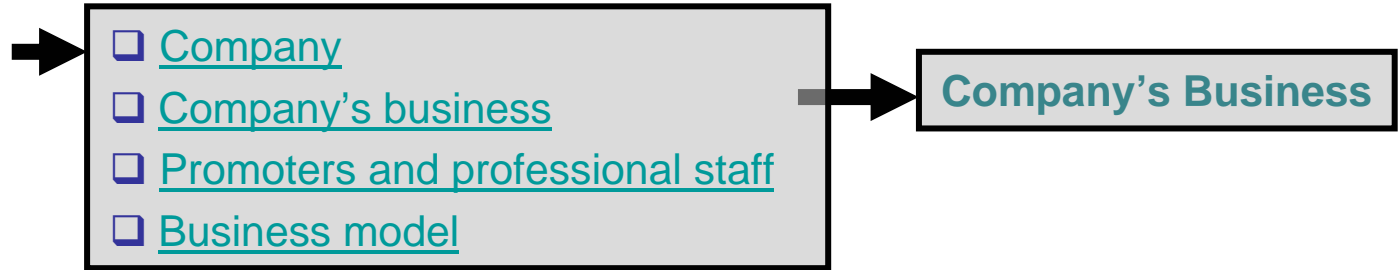 Company
Company’s business
Promoters and professional staff
Business model
Company’s Business